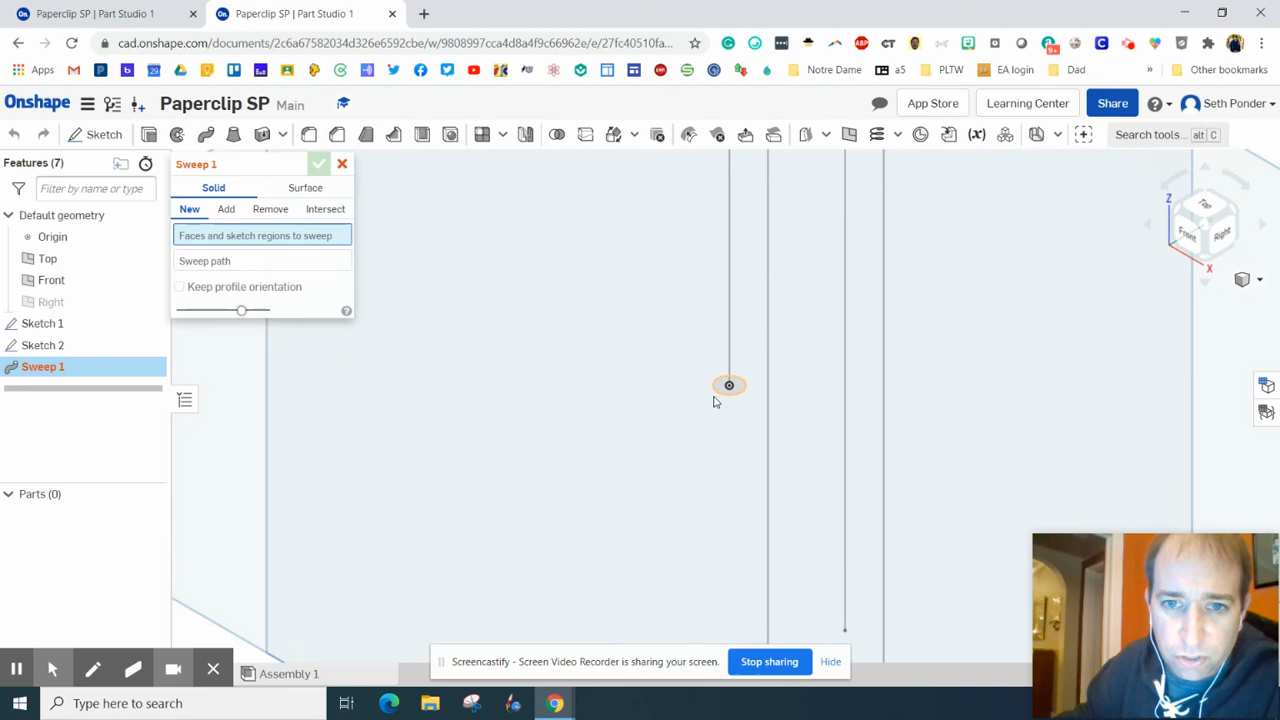 Paperclip SP | Part Studio 1
Paperclip SP | Part Studio 1
cad.onshape.com/documents/2c6a67582034d326e6592cbe/w/9808997cca4d8a4f9c66962e/e/27fc40510fa...
Apps
Notre Dame
a5
PLTW
EA login
Dad
Other bookmarks
Onshape
Paperclip SP
Main
App Store
Learning Center
Share
Seth Ponder
Sketch
Search tools...
alt
C
Features (7)
Filter by name or type
Default geometry
Origin
Top
Front
Right
Sketch 1
Sketch 2
Sweep 1
Parts (0)
Sweep 1
Solid
Surface
New
Add
Remove
Intersect
Faces and sketch regions to sweep
Sweep path
Keep profile orientation
Z
Front
Right
X
Assembly 1
Screencastify - Screen Video Recorder is sharing your screen.
Stop sharing
Hide
Type here to search